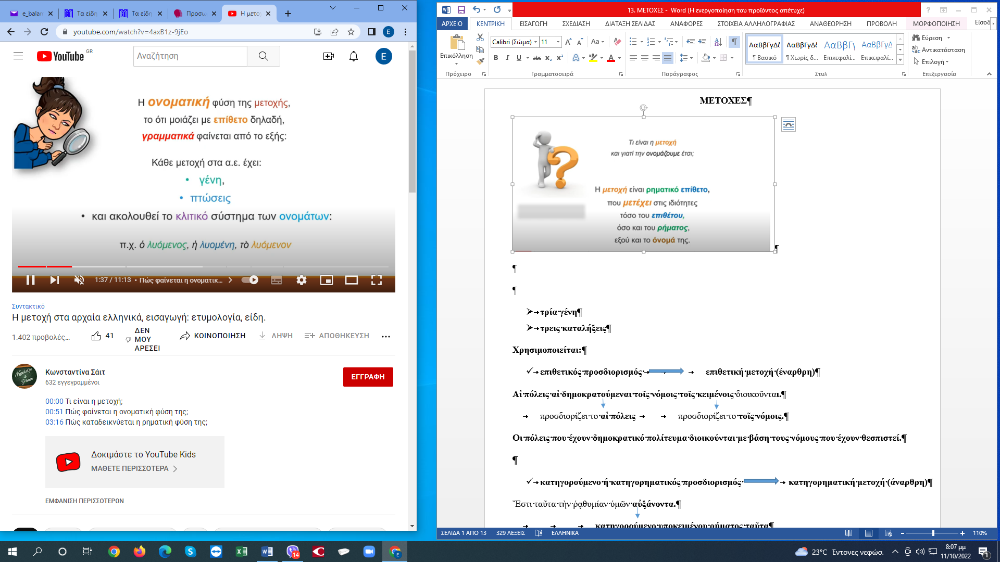 e_balan
Τα είδη
Τα είδη
Προσω
Η μετοχ
youtube.com/watch?v=4axB1z-9jEo
E
YouTube GR
Αναζήτηση
E
Η ονοματική φύση της μετοχής,
το ότι μοιάζει με επίθετο δηλαδή,
γραμματικά φαίνεται από το εξής:
Κάθε μετοχή στα α.ε. έχει:
• γένη,
• πτώσεις
• και ακολουθεί το κλιτικό σύστημα των ονομάτων:
π.χ. ὁ λυόμενος, ἡ λυομένη, τὸ λυόμενον
1:37 / 11:13 • Πώς φαίνεται η ονοματικ...
Συντακτικό
Η μετοχή στα αρχαία ελληνικά, εισαγωγή: ετυμολογία, είδη.
1.402 προβολές...
41
ΔΕΝ ΜΟΥ ΑΡΕΣΕΙ
ΚΟΙΝΟΠΟΙΗΣΗ
ΛΗΨΗ
ΑΠΟΘΗΚΕΥΣΗ
Knowledge is Power
Κωνσταντίνα Σάιτ
632 εγγεγραμμένοι
ΕΓΓΡΑΦΗ
00:00 Τι είναι η μετοχή;
00:51 Πώς φαίνεται η ονοματική φύση της;
03:16 Πώς καταδεικνύεται η ρηματική φύση της;
Δοκιμάστε το YouTube Kids
ΜΑΘΕΤΕ ΠΕΡΙΣΣΟΤΕΡΑ
ΕΜΦΑΝΙΣΗ ΠΕΡΙΣΣΟΤΕΡΩΝ
13. ΜΕΤΟΧΕΣ - Word (Η ενεργοποίηση του προϊόντος απέτυχε)
ΑΡΧΕΙΟ ΚΕΝΤΡΙΚΗ ΕΙΣΑΓΩΓΗ ΣΧΕΔΙΑΣΗ ΔΙΑΤΑΞΗ ΣΕΛΙΔΑΣ ΑΝΑΦΟΡΕΣ ΣΤΟΙΧΕΙΑ ΑΛΛΗΛΟΓΡΑΦΙΑΣ ΑΝΑΘΕΩΡΗΣΗ ΠΡΟΒΟΛΗ ΜΟΡΦΟΠΟΙΗΣΗ Είσοδ
Επικόλληση
Calibri (Σώμα) 11
B I U abc x₂ x²
Aa
ΑαΒβΓγΔδ ΑαΒβΓγΔδ ΑαΒβΓγ ΑαΒβΓγΔ
¶ Βασικό ¶ Χωρίς δ... Επικεφαλί... Επικεφαλί...
Εύρεση
Αντικατάσταση
Επιλογή
Πρόχειρο Γραμματοσειρά Παράγραφος Στυλ Επεξεργασία
ΜΕΤΟΧΕΣ¶
Τι είναι η μετοχή
και γιατί την ονομάζουμε έτσι;
Η μετοχή είναι ρηματικό επίθετο,
που μετέχει στις ιδιότητες
τόσο του επιθέτου,
όσο και του ρήματος,
εξού και το όνομά της.
¶
¶
¶
τρία·γένη¶
τρεις·καταλήξεις¶
Χρησιμοποιείται:¶
επιθετικός·προσδιορισμός· επιθετική·μετοχή·(έναρθρη)¶
Αἱ·πόλεις·αἱ·δημοκρατούμεναι·τοῖς·νόμοις·τοῖς·κειμένοις·διοικοῦνται.¶
προσδιορίζει·το·αἱ·πόλεις προσδιορίζει·το·τοῖς·νόμοις.¶
Οι·πόλεις·που·έχουν·δημοκρατικό·πολίτευμα·διοικούνται·με·βάση·τους·νόμους·που·έχουν·θεσπιστεί.¶
¶
κατηγορούμενο·ή·κατηγορηματικός·προσδιορισμός· κατηγορηματική·μετοχή·(άναρθρη)¶
Ἔστι·ταῦτα·τὴν·ῥᾳθυμίαν·ὑμῶν·αὐξάνοντα.¶
κατηγορούμενο·υποκειμένου·ρήματος·ταῦτα¶
ΣΕΛΙΔΑ 1 ΑΠΟ 13 329 ΛΕΞΕΙΣ ΕΛΛΗΝΙΚΑ
110%
14
E
23°C Έντονες νεφώσ.
8:07 μμ
11/10/2022
1